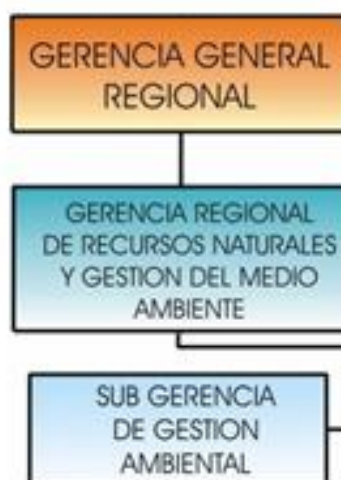 GERENCIA GENERAL
REGIONAL
GERENCIA REGIONAL
DE RECURSOS NATURALES
Y GESTION DEL MEDIO
AMBIENTE
SUB GERENCIA
DE GESTION
AMBIENTAL